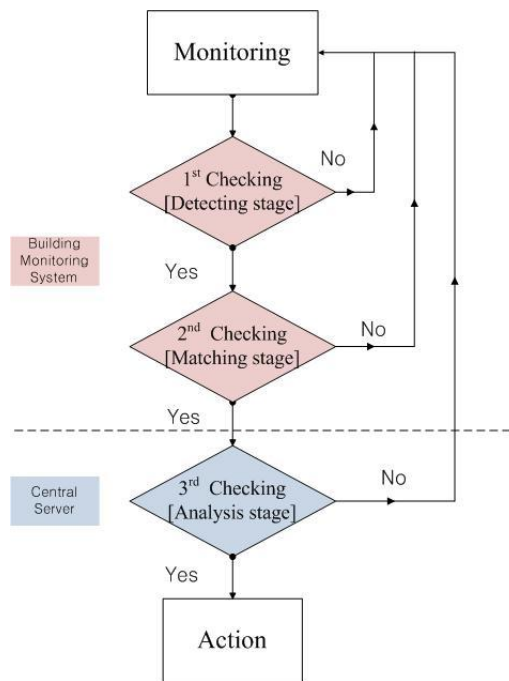 Monitoring
No
1st Checking
[Detecting stage]
Building
Monitoring
System
Yes
2nd Checking
[Matching stage]
No
Yes
Central
Server
3rd Checking
[Analysis stage]
No
Yes
Action